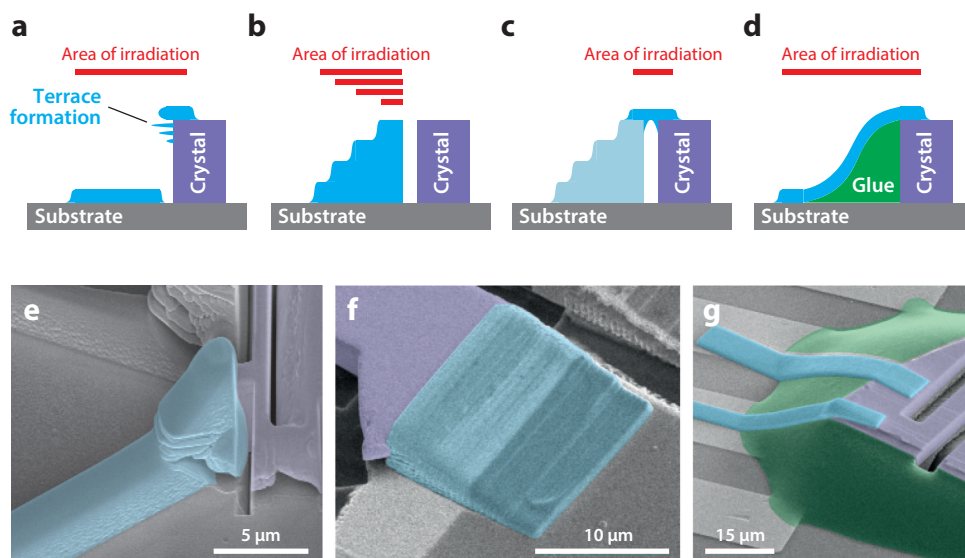 a
Area of irradiation
Terrace
formation
Crystal
Substrate
b
Area of irradiation
Crystal
Substrate
c
Area of irradiation
Crystal
Substrate
d
Area of irradiation
Glue
Crystal
Substrate
e
5 µm
f
10 µm
g
15 µm